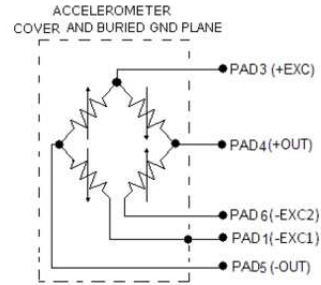 ACCELEROMETER
COVER AND BURIED GND PLANE
PAD3 (+EXC)
PAD4(+OUT)
PAD6(-EXC2)
PAD1(-EXC1)
PAD5(-OUT)